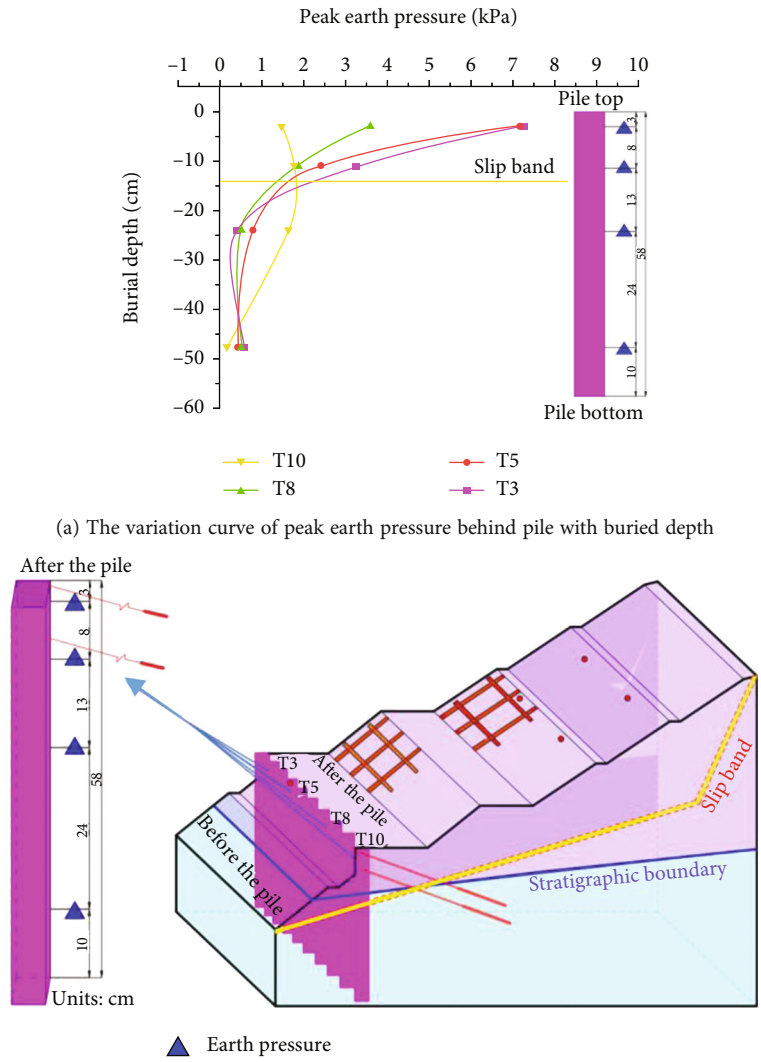 Peak earth pressure (kPa)
–1 0 1 2 3 4 5 6 7 8 9 10
Burial depth (cm)
0
–10
–20
–30
–40
–50
–60
Slip band
Pile top
3
8
13
24
10
58
Pile bottom
T10 T5
T8 T3
(a) The variation curve of peak earth pressure behind pile with buried depth
After the pile
3
8
13
24
10
58
Units: cm
T3
T5
T8
T10
After the pile
Before the pile
Slip band
Stratigraphic boundary
Earth pressure